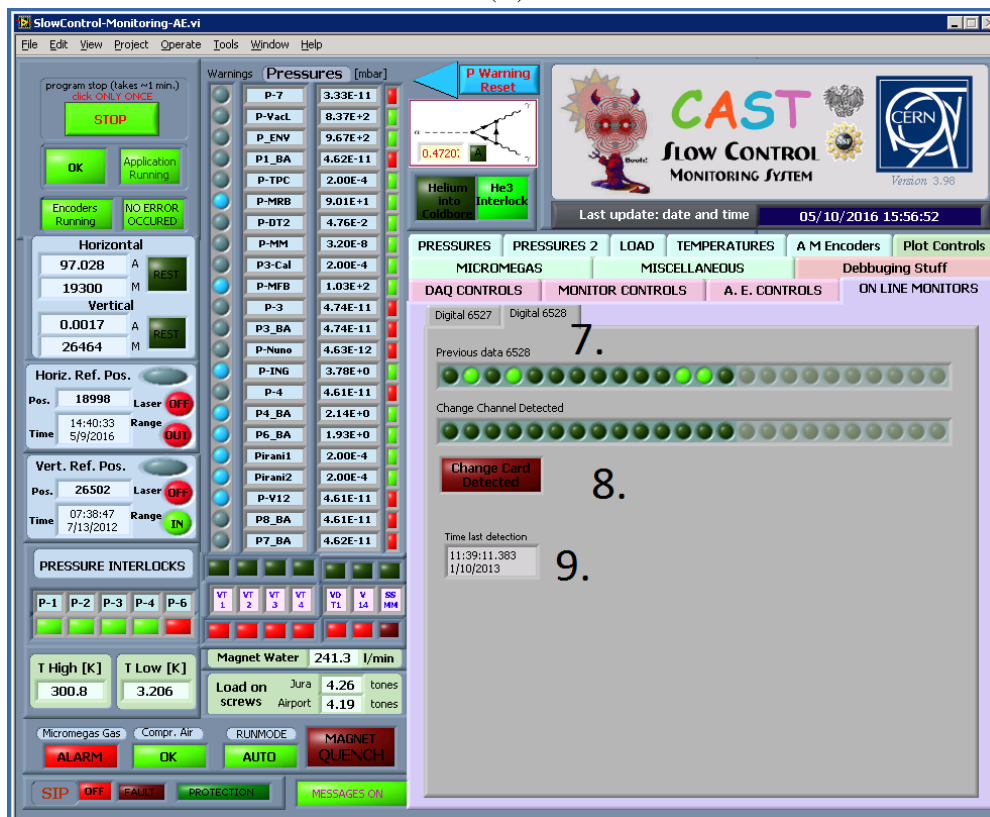 SlowControl-Monitoring-AE.vi
File Edit View Project Operate Tools Window Help
program stop (takes ~1 min.)
click ONLY ONCE
STOP
OK
Application Running
Encoders Running
NO ERROR OCCURED
Horizontal
97.028 A REST
19300 M
Vertical
0.0017 A REST
26464 M
Horiz. Ref. Pos.
Pos. 18998 Laser OFF
Time 14:40:33 5/9/2016 Range OUT
Vert. Ref. Pos.
Pos. 26502 Laser OFF
Time 07:38:47 7/13/2012 Range IN
PRESSURE INTERLOCKS
P-1 P-2 P-3 P-4 P-6
T High [K] T Low [K]
300.8 3.206
Micromegas Gas Compr. Air RUNMODE
ALARM OK AUTO
MAGNET QUENCH
SIP OFF FAULT PROTECTION MESSAGES ON
Warnings Pressures [mbar]
P-7 3.33E-11
P-VacL 8.37E+2
P_ENV 9.67E+2
P1_BA 4.62E-11
P-TPC 2.00E-4
P-MRB 9.01E+1
P-DT2 4.76E-2
P-MM 3.20E-8
P3-Cal 2.00E-4
P-MFB 1.03E+2
P-3 4.74E-11
P3_BA 4.74E-11
P-Nuno 4.63E-12
P-ING 3.78E+0
P-4 4.61E-11
P4_BA 2.14E+0
P6_BA 1.93E+0
Pirani1 2.00E-4
Pirani2 2.00E-4
P-V12 4.61E-11
P8_BA 4.61E-11
P7_BA 4.62E-11
VT 1 VT 2 VT 3 VT 4 VD T1 V 14 SS MM
Magnet Water 241.3 l/min
Load on screws
Jura 4.26 tones
Airport 4.19 tones
P Warning Reset
a γ γ
0.4720 A
Helium into Coldbore
He3 Interlock
Boots!
CAST
SLOW CONTROL
MONITORING SYSTEM
CERN
Version 3.98
Last update: date and time 05/10/2016 15:56:52
PRESSURES PRESSURES 2 LOAD TEMPERATURES A M Encoders Plot Controls
MICROMEGAS MISCELLANEOUS Debbuging Stuff
DAQ CONTROLS MONITOR CONTROLS A. E. CONTROLS ON LINE MONITORS
Digital 6527 Digital 6528
7.
Previous data 6528
Change Channel Detected
Change Card Detected
8.
Time last detection
11:39:11.383
1/10/2013
9.